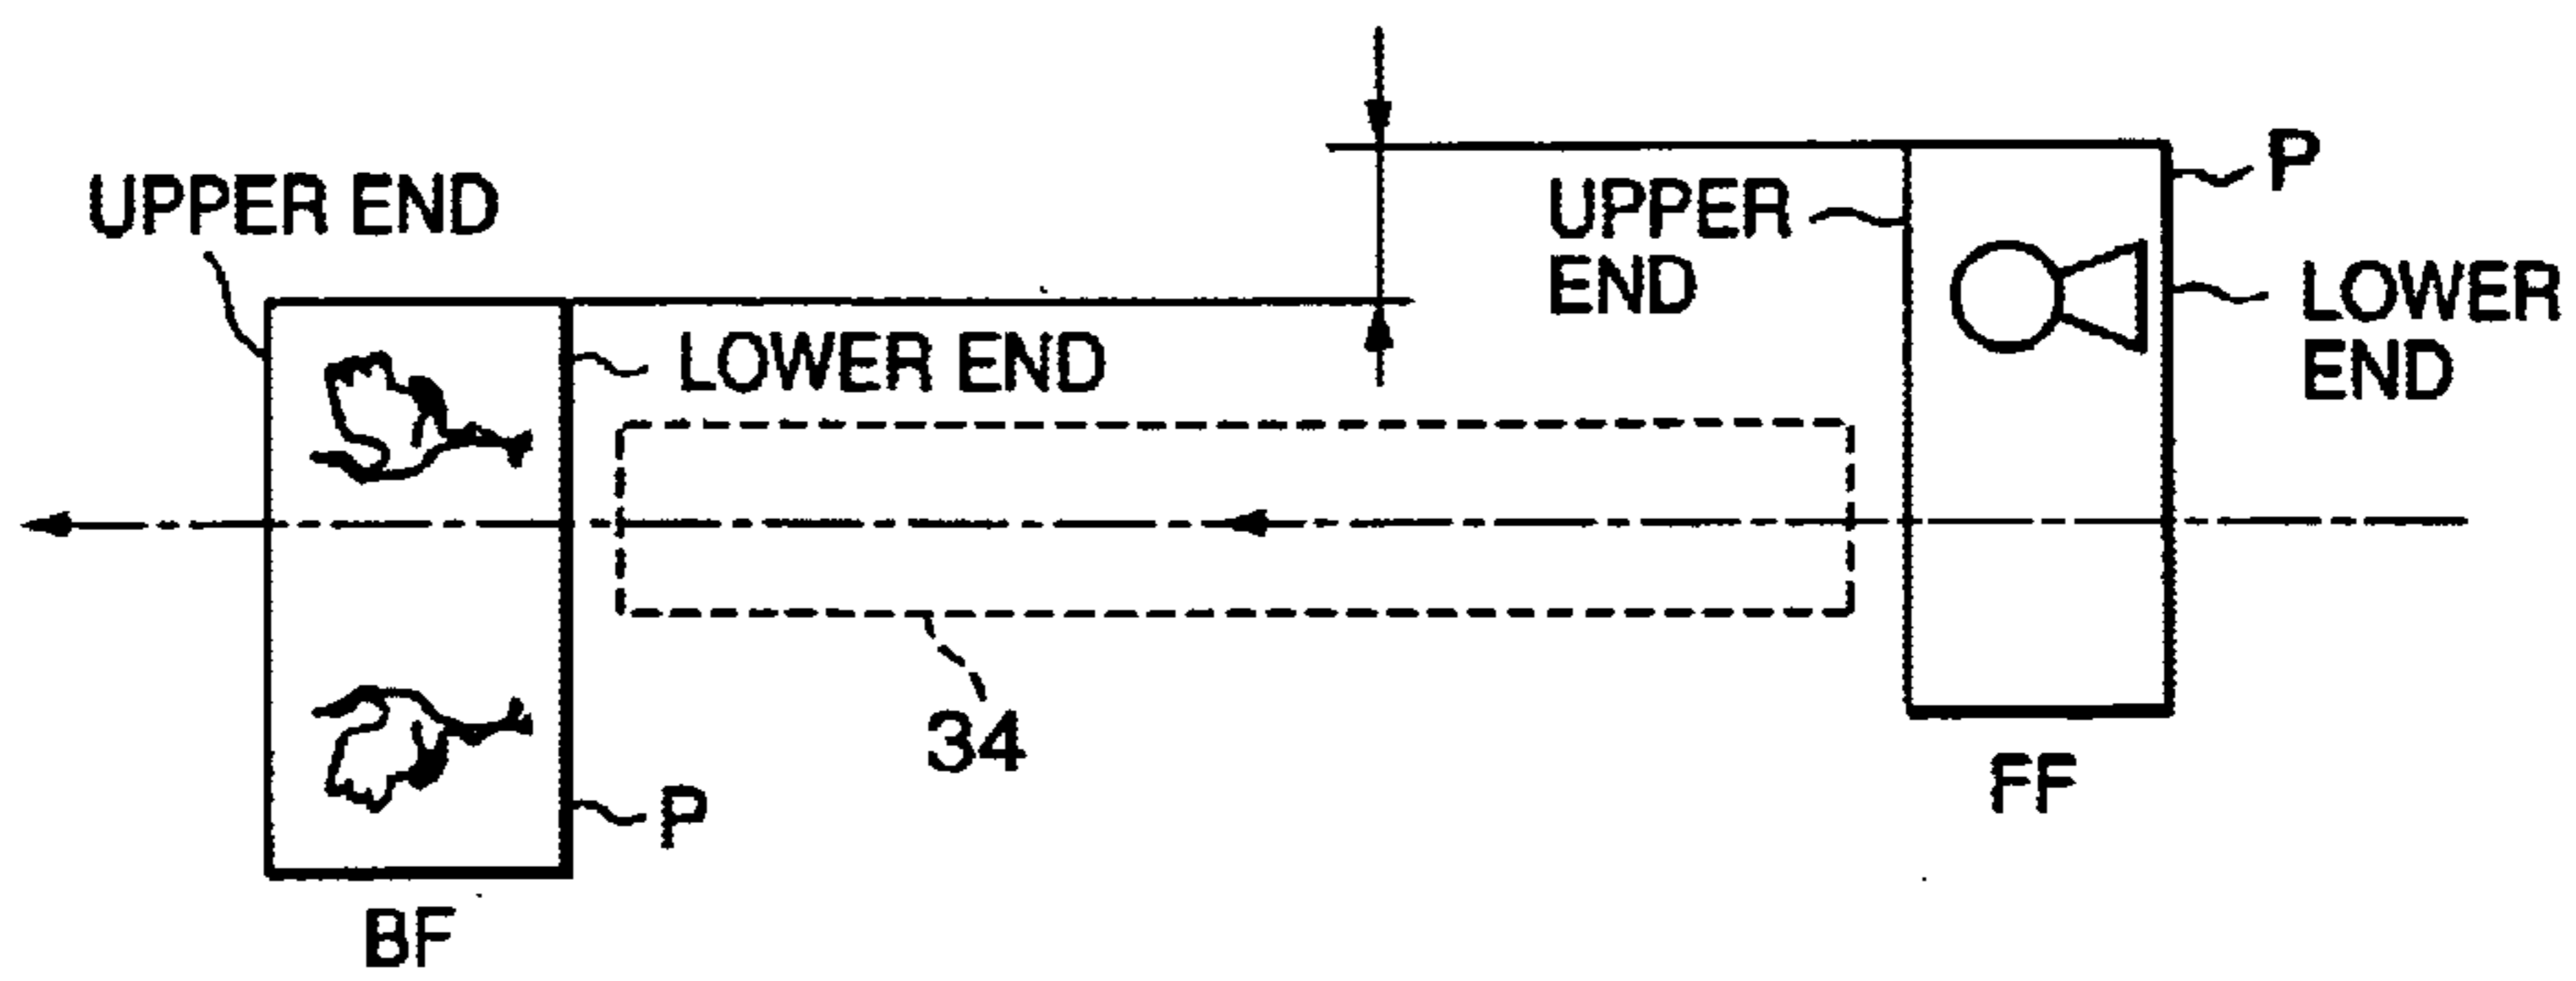 UPPER END
LOWER END
P
BF
34
UPPER
END
P
LOWER
END
FF